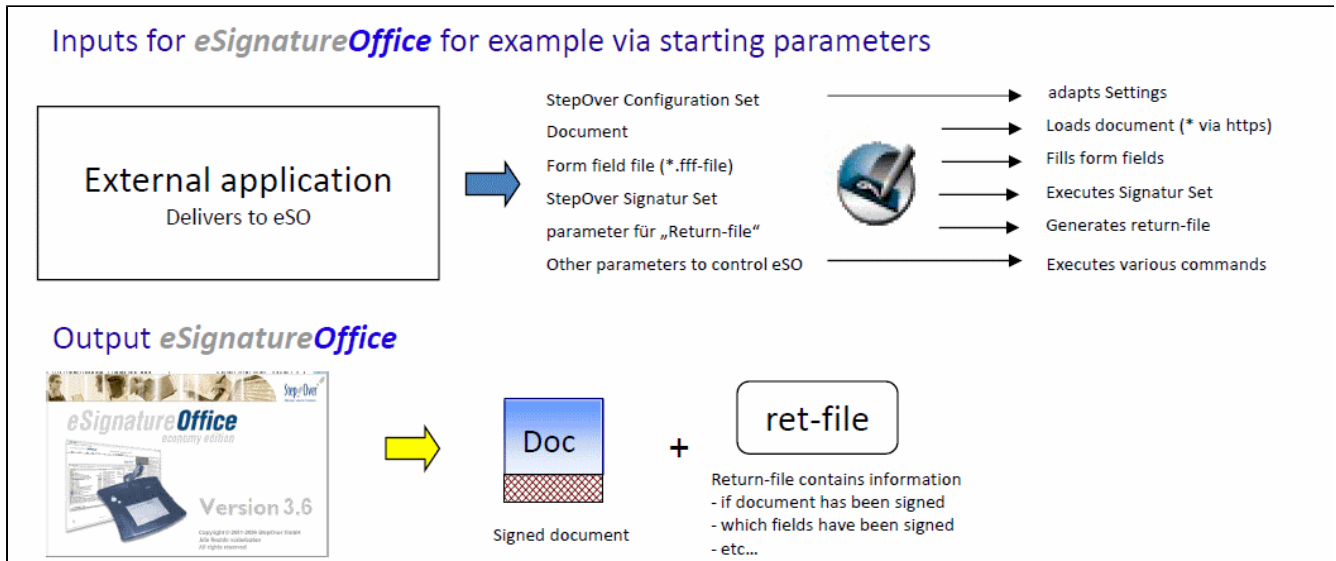 Inputs for eSignatureOffice for example via starting parameters
External application
Delivers to eSO
StepOver Configuration Set
adapts Settings
Document
Loads document (* via https)
Form field file (*.fff-file)
Fills form fields
StepOver Signatur Set
Executes Signatur Set
parameter für „Return-file“
Generates return-file
Other parameters to control eSO
Executes various commands
Output eSignatureOffice
StepOver
eSignatureOffice
economy edition
Version 3.6
All rights reserved
Doc
Signed document
+
ret-file
Return-file contains information
- if document has been signed
- which fields have been signed
- etc...